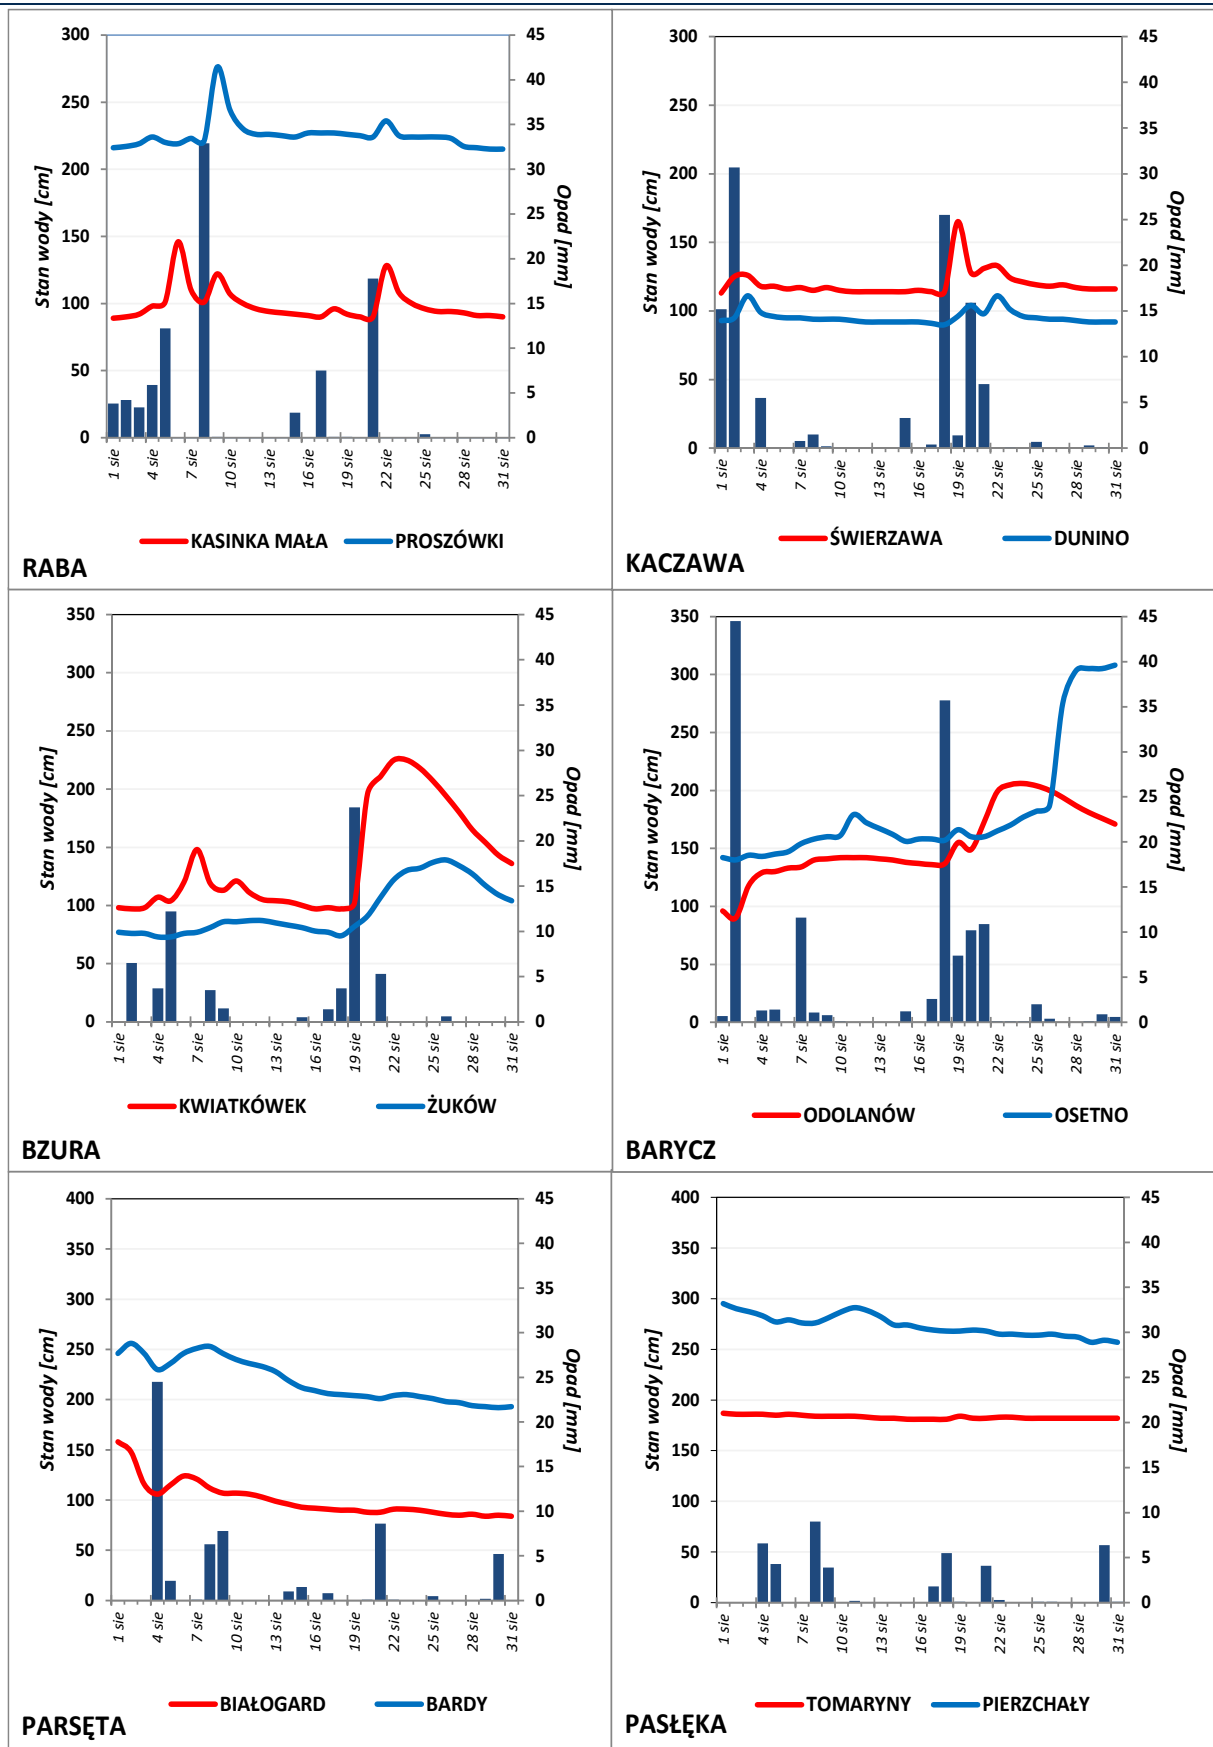 300
250
200
150
100
50
0
Stan wody [cm]
45
40
35
30
25
20
15
10
5
0
Opad [mm]
1 sie
4 sie
7 sie
10 sie
13 sie
16 sie
19 sie
22 sie
25 sie
28 sie
31 sie
KASINKA MAŁA PROSZÓWKI
RABA
300
250
200
150
100
50
0
Stan wody [cm]
45
40
35
30
25
20
15
10
5
0
Opad [mm]
1 sie
4 sie
7 sie
10 sie
13 sie
16 sie
19 sie
22 sie
25 sie
28 sie
31 sie
ŚWIERZAWA DUNINO
KACZAWA
350
300
250
200
150
100
50
0
Stan wody [cm]
45
40
35
30
25
20
15
10
5
0
Opad [mm]
1 sie
4 sie
7 sie
10 sie
13 sie
16 sie
19 sie
22 sie
25 sie
28 sie
31 sie
KWIATKÓWEK ŻUKÓW
BZURA
350
300
250
200
150
100
50
0
Stan wody [cm]
45
40
35
30
25
20
15
10
5
0
Opad [mm]
1 sie
4 sie
7 sie
10 sie
13 sie
16 sie
19 sie
22 sie
25 sie
28 sie
31 sie
ODOLANÓW OSETNO
BARYCZ
400
350
300
250
200
150
100
50
0
Stan wody [cm]
45
40
35
30
25
20
15
10
5
0
Opad [mm]
1 sie
4 sie
7 sie
10 sie
13 sie
16 sie
19 sie
22 sie
25 sie
28 sie
31 sie
BIAŁOGARD BARDY
PARSĘTA
400
350
300
250
200
150
100
50
0
Stan wody [cm]
45
40
35
30
25
20
15
10
5
0
Opad [mm]
1 sie
4 sie
7 sie
10 sie
13 sie
16 sie
19 sie
22 sie
25 sie
28 sie
31 sie
TOMARYNY PIERZCHAŁY
PASŁĘKA